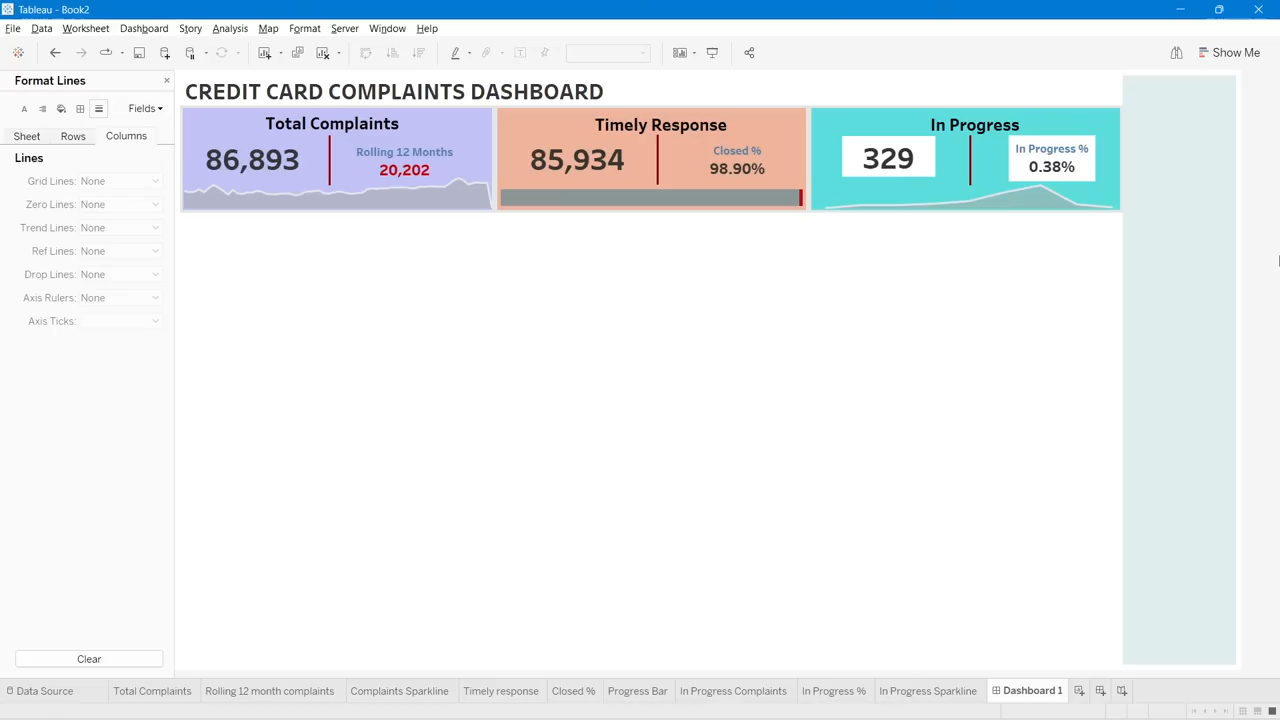 Tableau - Book2
File Data Worksheet Dashboard Story Analysis Map Format Server Window Help
Show Me
Format Lines
Fields
Sheet Rows Columns
Lines
Grid Lines: None
Zero Lines: None
Trend Lines: None
Ref Lines: None
Drop Lines: None
Axis Rulers: None
Axis Ticks:
Clear
CREDIT CARD COMPLAINTS DASHBOARD
Total Complaints
86,893
Rolling 12 Months
20,202
Timely Response
85,934
Closed %
98.90%
In Progress
329
In Progress %
0.38%
Data Source Total Complaints Rolling 12 month complaints Complaints Sparkline Timely response Closed % Progress Bar In Progress Complaints In Progress % In Progress Sparkline Dashboard 1